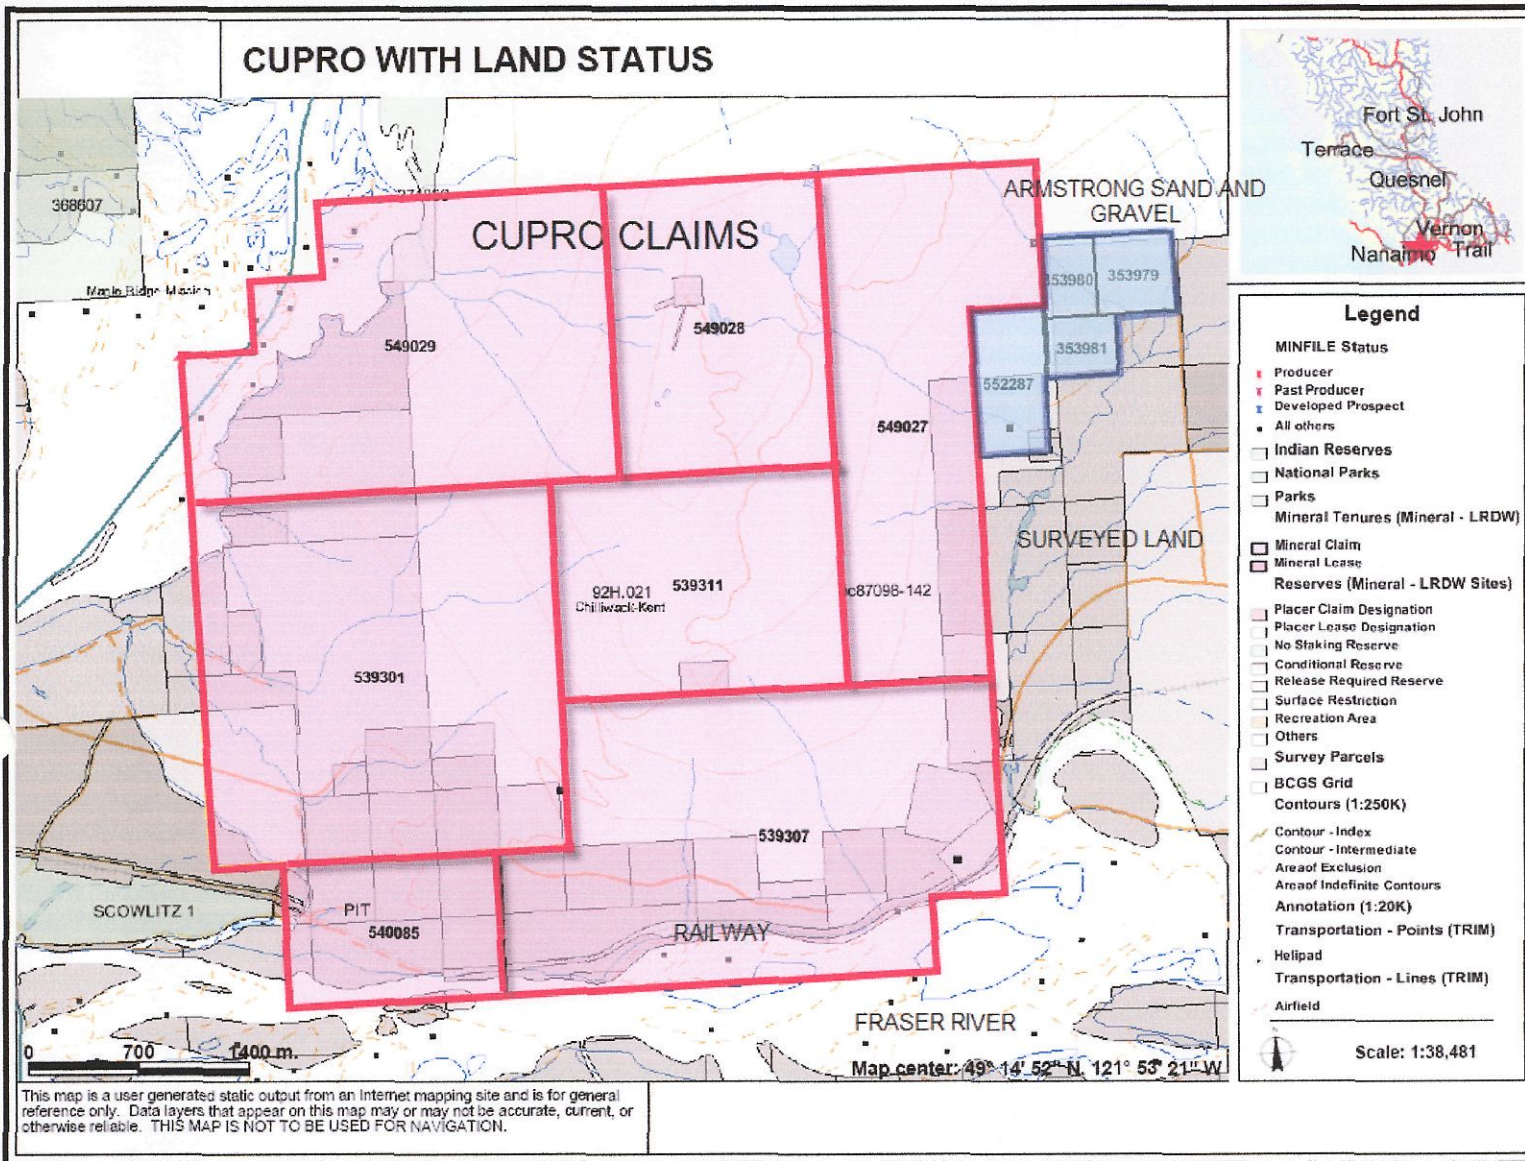 CUPRO WITH LAND STATUS
Fort St. John
Terrace
Quesnel
Vernon
Nanaimo
Trail
368607
ARMSTRONG SAND AND
GRAVEL
CUPRO CLAIMS
Maple Ridge-Mission
353980
353979
549029
549028
353981
552287
549027
SURVEYED LAND
92H.021
Chilliwack-Kent
539311
c87098-142
539301
539307
SCOWLITZ 1
PIT
540085
RAILWAY
FRASER RIVER
0 700 1400 m.
Map center: 49° 14' 52" N, 121° 53' 21" W
Legend
MINFILE Status
Producer
Past Producer
Developed Prospect
All others
Indian Reserves
National Parks
Parks
Mineral Tenures (Mineral - LRDW)
Mineral Claim
Mineral Lease
Reserves (Mineral - LRDW Sites)
Placer Claim Designation
Placer Lease Designation
No Staking Reserve
Conditional Reserve
Release Required Reserve
Surface Restriction
Recreation Area
Others
Survey Parcels
BCGS Grid
Contours (1:250K)
Contour - Index
Contour - Intermediate
Area of Exclusion
Area of Indefinite Contours
Annotation (1:20K)
Transportation - Points (TRIM)
Helipad
Transportation - Lines (TRIM)
Airfield
Scale: 1:38,481
This map is a user generated static output from an Internet mapping site and is for general
reference only. Data layers that appear on this map may or may not be accurate, current, or
otherwise reliable. THIS MAP IS NOT TO BE USED FOR NAVIGATION.